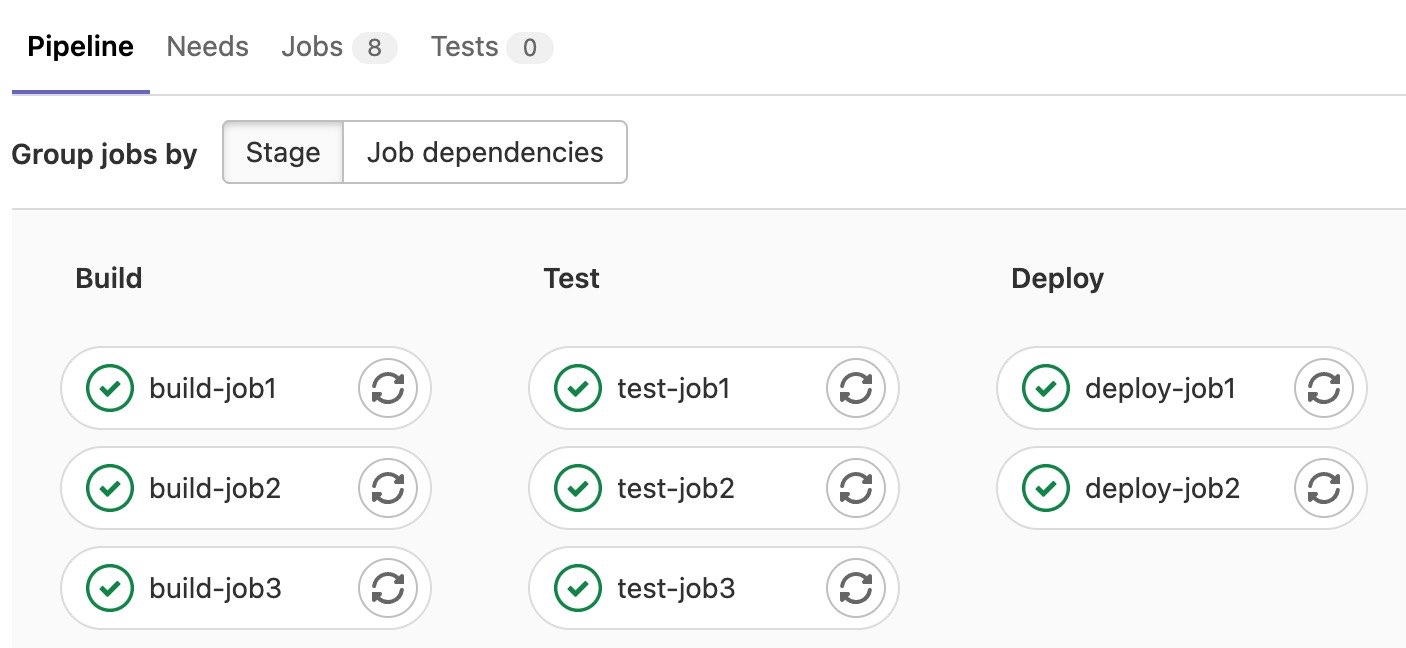 Pipeline Needs Jobs 8 Tests 0
Group jobs by Stage Job dependencies
Build Test Deploy
build-job1 test-job1 deploy-job1
build-job2 test-job2 deploy-job2
build-job3 test-job3